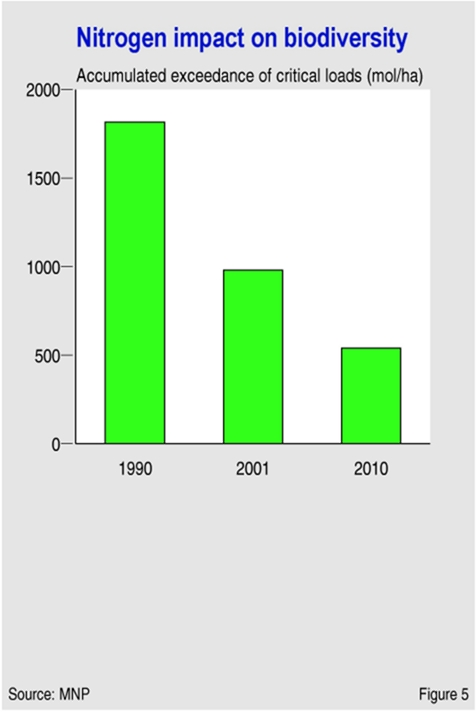 Nitrogen impact on biodiversity
Accumulated exceedance of critical loads (mol/ha)
2000
1500
1000
500
0
1990 2001 2010
Source: MNP Figure 5